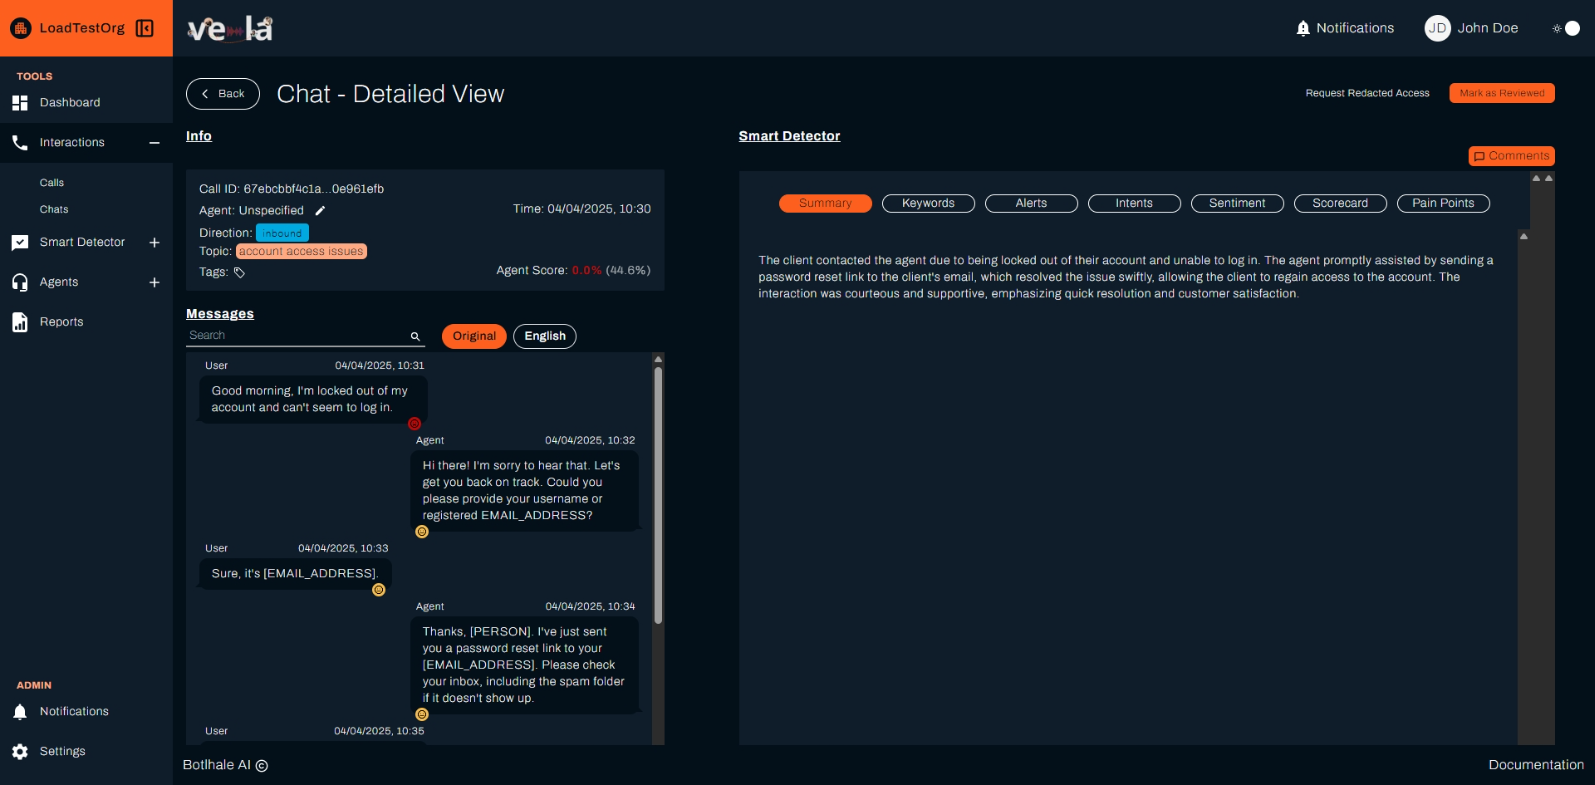 LoadTestOrg
vela
Notifications
JD John Doe
TOOLS
Dashboard
Interactions
Calls
Chats
Smart Detector
Agents
Reports
ADMIN
Notifications
Settings
Back
Chat - Detailed View
Request Redacted Access
Mark as Reviewed
Info
Call ID: 67ebcbbf4c1a...0e961efb
Agent: Unspecified
Time: 04/04/2025, 10:30
Direction: inbound
Topic: account access issues
Tags:
Agent Score: 0.0% (44.6%)
Messages
Search
Original
English
User 04/04/2025, 10:31
Good morning, I'm locked out of my
account and can't seem to log in.
Agent 04/04/2025, 10:32
Hi there! I'm sorry to hear that. Let's
get you back on track. Could you
please provide your username or
registered EMAIL_ADDRESS?
User 04/04/2025, 10:33
Sure, it's [EMAIL_ADDRESS].
Agent 04/04/2025, 10:34
Thanks, [PERSON]. I've just sent
you a password reset link to your
[EMAIL_ADDRESS]. Please check
your inbox, including the spam folder
if it doesn't show up.
User 04/04/2025, 10:35
Smart Detector
Comments
Summary
Keywords
Alerts
Intents
Sentiment
Scorecard
Pain Points
The client contacted the agent due to being locked out of their account and unable to log in. The agent promptly assisted by sending a
password reset link to the client's email, which resolved the issue swiftly, allowing the client to regain access to the account. The
interaction was courteous and supportive, emphasizing quick resolution and customer satisfaction.
Botlhale AI ©
Documentation